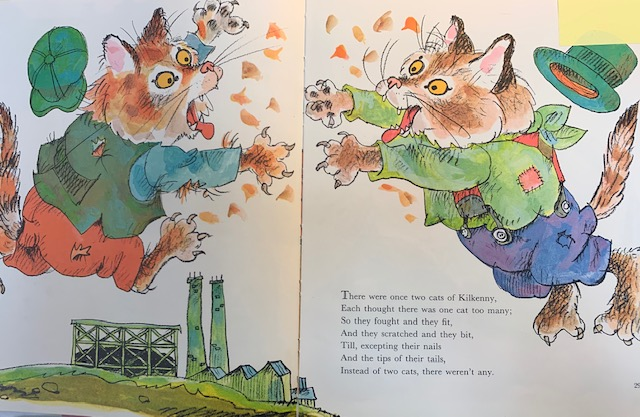 There were once two cats of Kilkenny,
Each thought there was one cat too many;
So they fought and they fit,
And they scratched and they bit,
Till, excepting their nails
And the tips of their tails,
Instead of two cats, there weren't any.